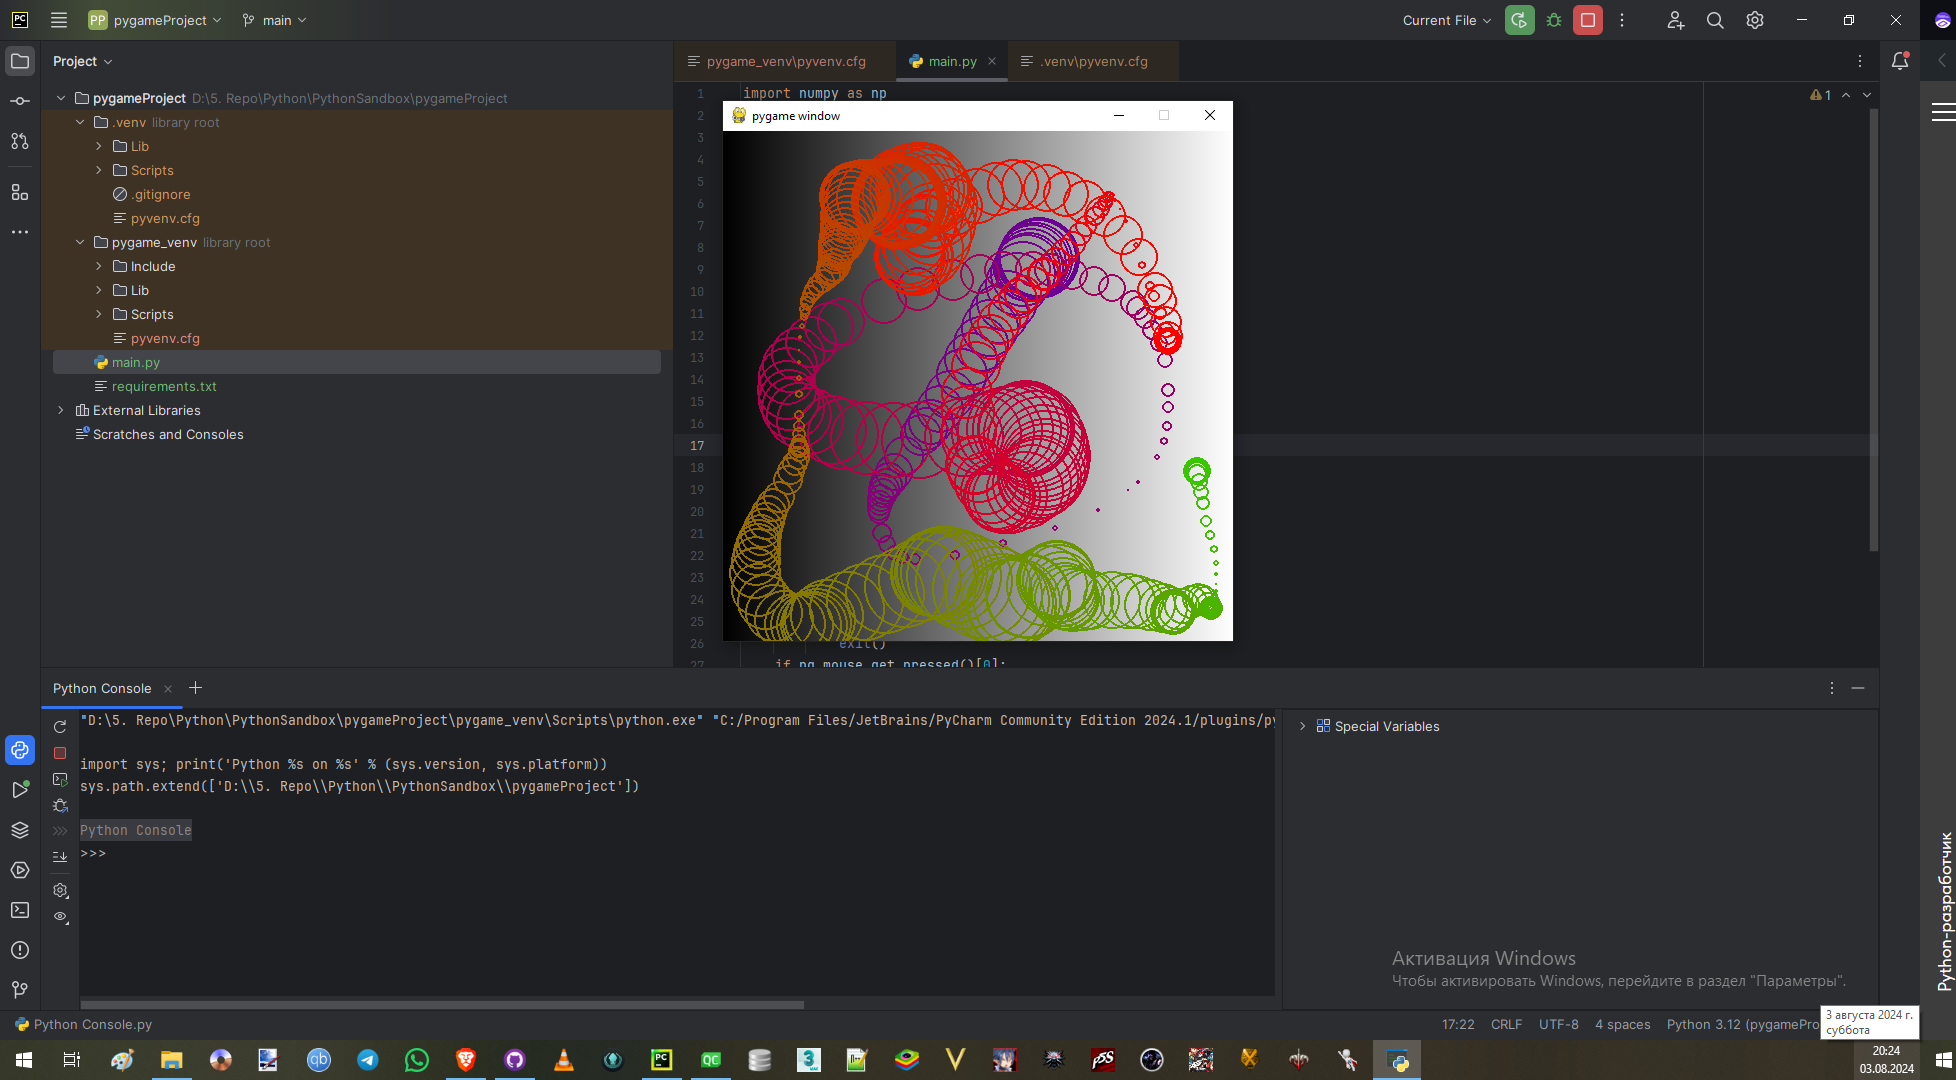 PC
PP pygameProject
main
Current File
Project
pygame_venv\pyvenv.cfg
main.py
.venv\pyvenv.cfg
pygameProject D:\5. Repo\Python\PythonSandbox\pygameProject
.venv library root
Lib
Scripts
.gitignore
pyvenv.cfg
pygame_venv library root
Include
Lib
Scripts
pyvenv.cfg
main.py
requirements.txt
External Libraries
Scratches and Consoles
1 import numpy as np
1
2
3
4
5
6
7
8
9
10
11
12
13
14
15
16
17
18
19
20
21
22
23
24
25
26 exit()
27 if pg.mouse.get_pressed()[0]:
pygame window
Python Console
"D:\5. Repo\Python\PythonSandbox\pygameProject\pygame_venv\Scripts\python.exe" "C:/Program Files/JetBrains/PyCharm Community Edition 2024.1/plugins/py
import sys; print('Python %s on %s' % (sys.version, sys.platform))
sys.path.extend(['D:\\5. Repo\\Python\\PythonSandbox\\pygameProject'])
Python Console
>>>
Special Variables
Активация Windows
Чтобы активировать Windows, перейдите в раздел "Параметры".
Python-разработчик
Python Console.py
17:22 CRLF UTF-8 4 spaces Python 3.12 (pygamePro
3 августа 2024 г.
суббота
qb
PC
QC
3
P5S
20:24
03.08.2024